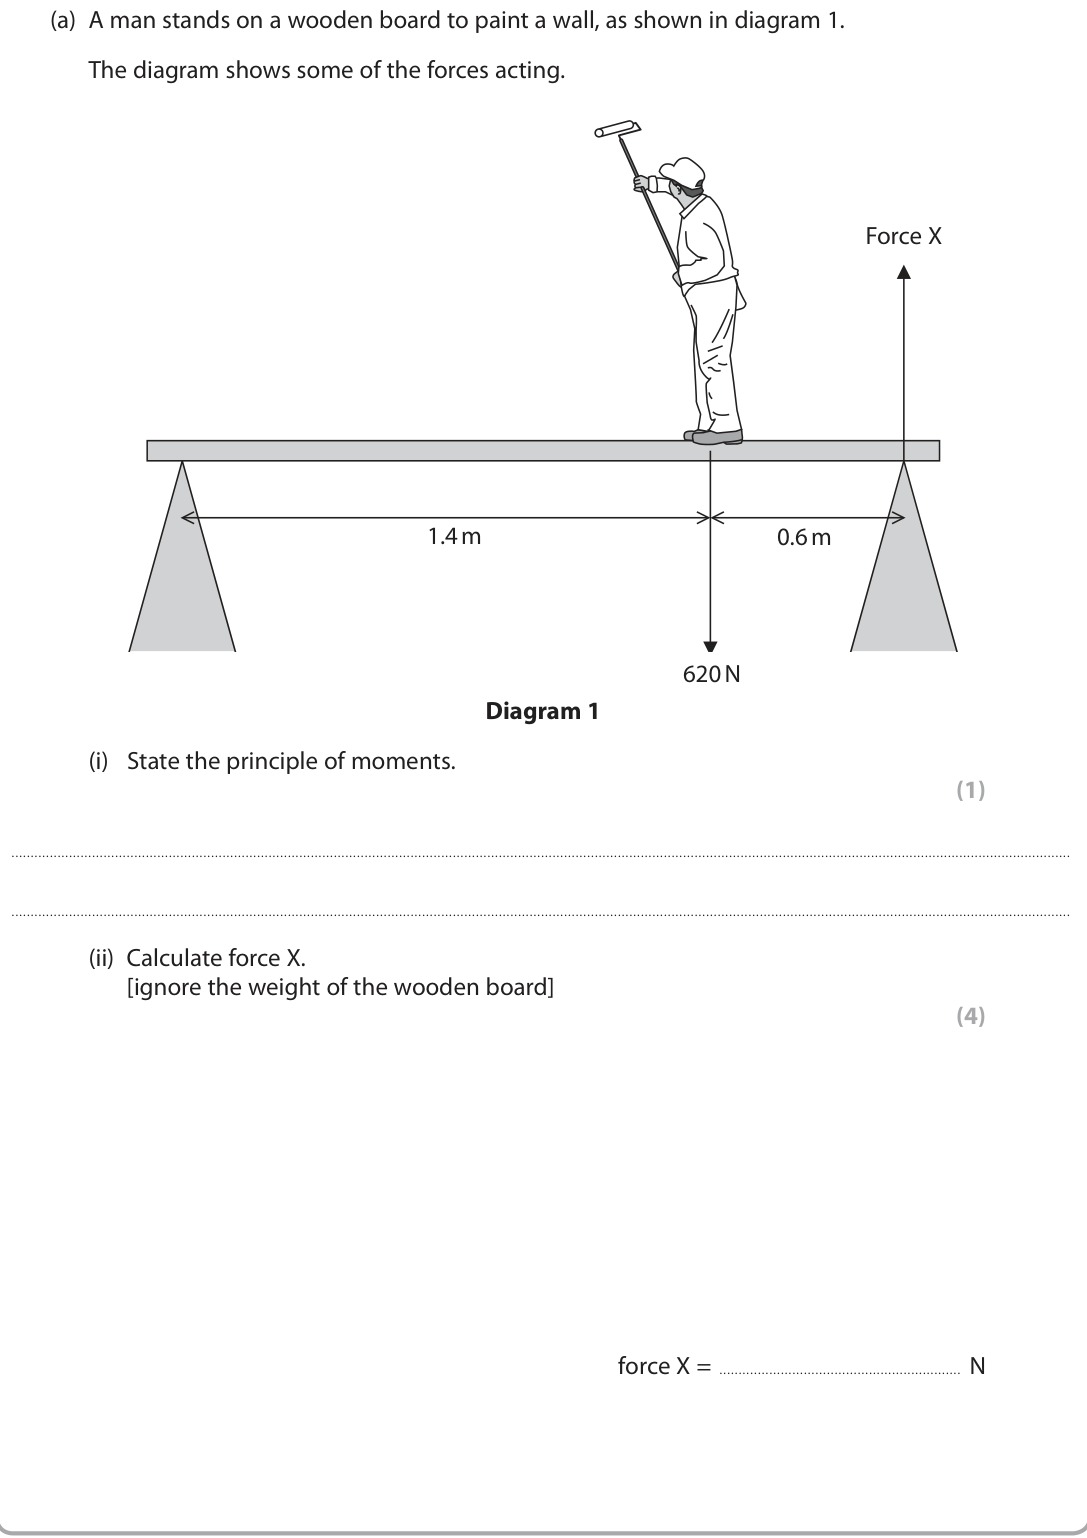 (a) A man stands on a wooden board to paint a wall, as shown in diagram 1.
The diagram shows some of the forces acting.
Force X
1.4 m
0.6 m
620 N
Diagram 1
(i) State the principle of moments.
(1)
(ii) Calculate force X.
[ignore the weight of the wooden board]
(4)
force X = ............................................................ N